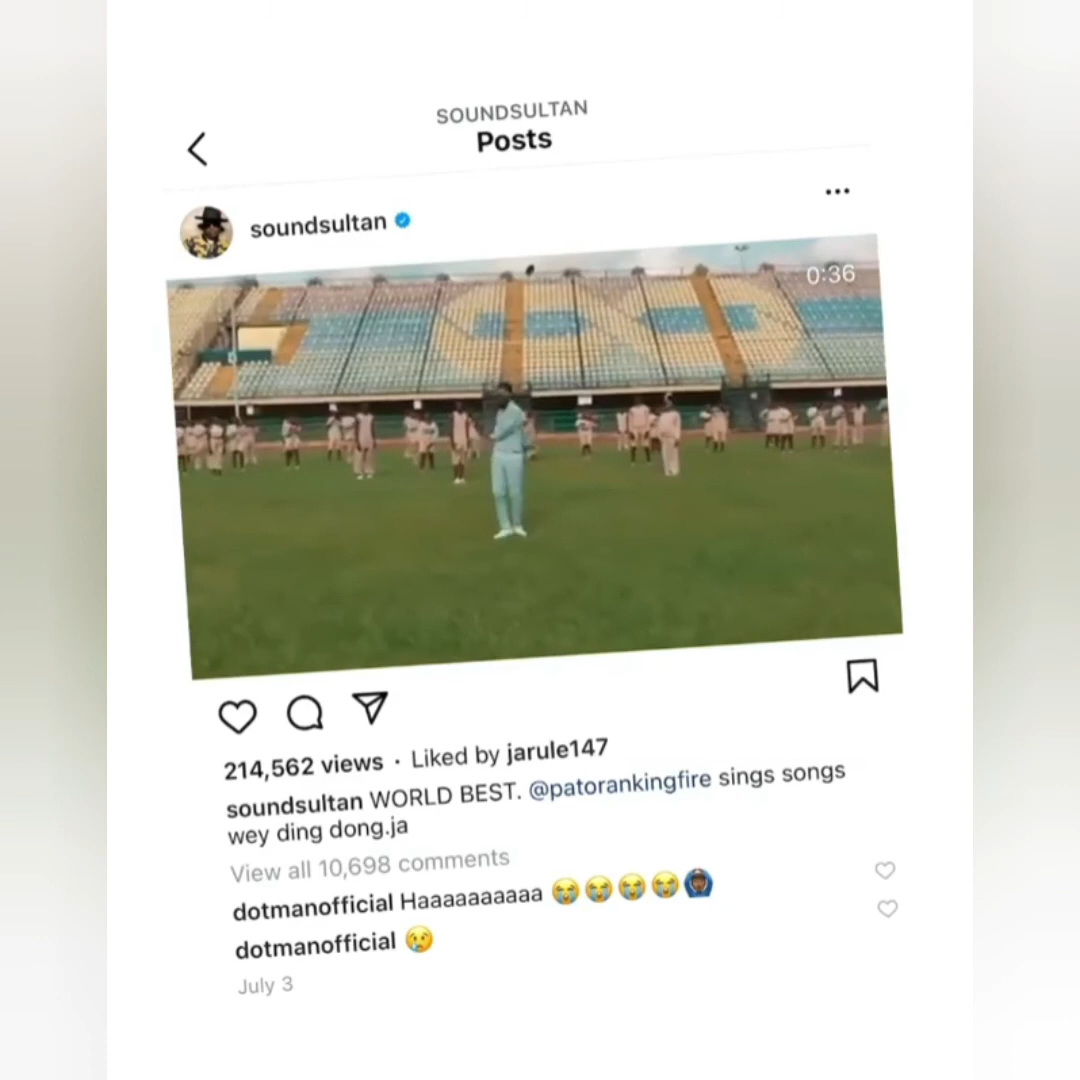 SOUNDSULTAN
Posts
soundsultan
0:36
214,562 views · Liked by jarule147
soundsultan WORLD BEST. @patorankingfire sings songs
wey ding dong.ja
View all 10,698 comments
dotmanofficial Haaaaaaaaaa 😭😭😭😭🙆🏾‍♂️
dotmanofficial 😢
July 3